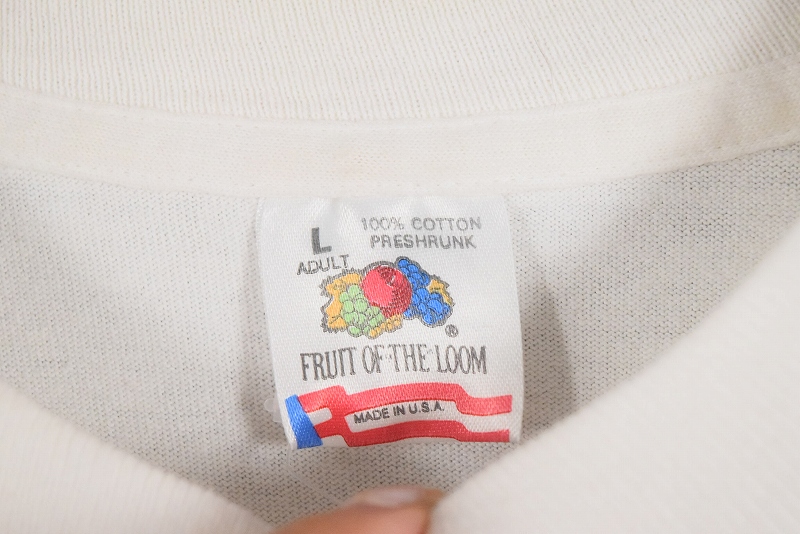 L
ADULT
100% COTTON
PRESHRUNK
®
FRUIT OF THE LOOM
MADE IN U.S.A.